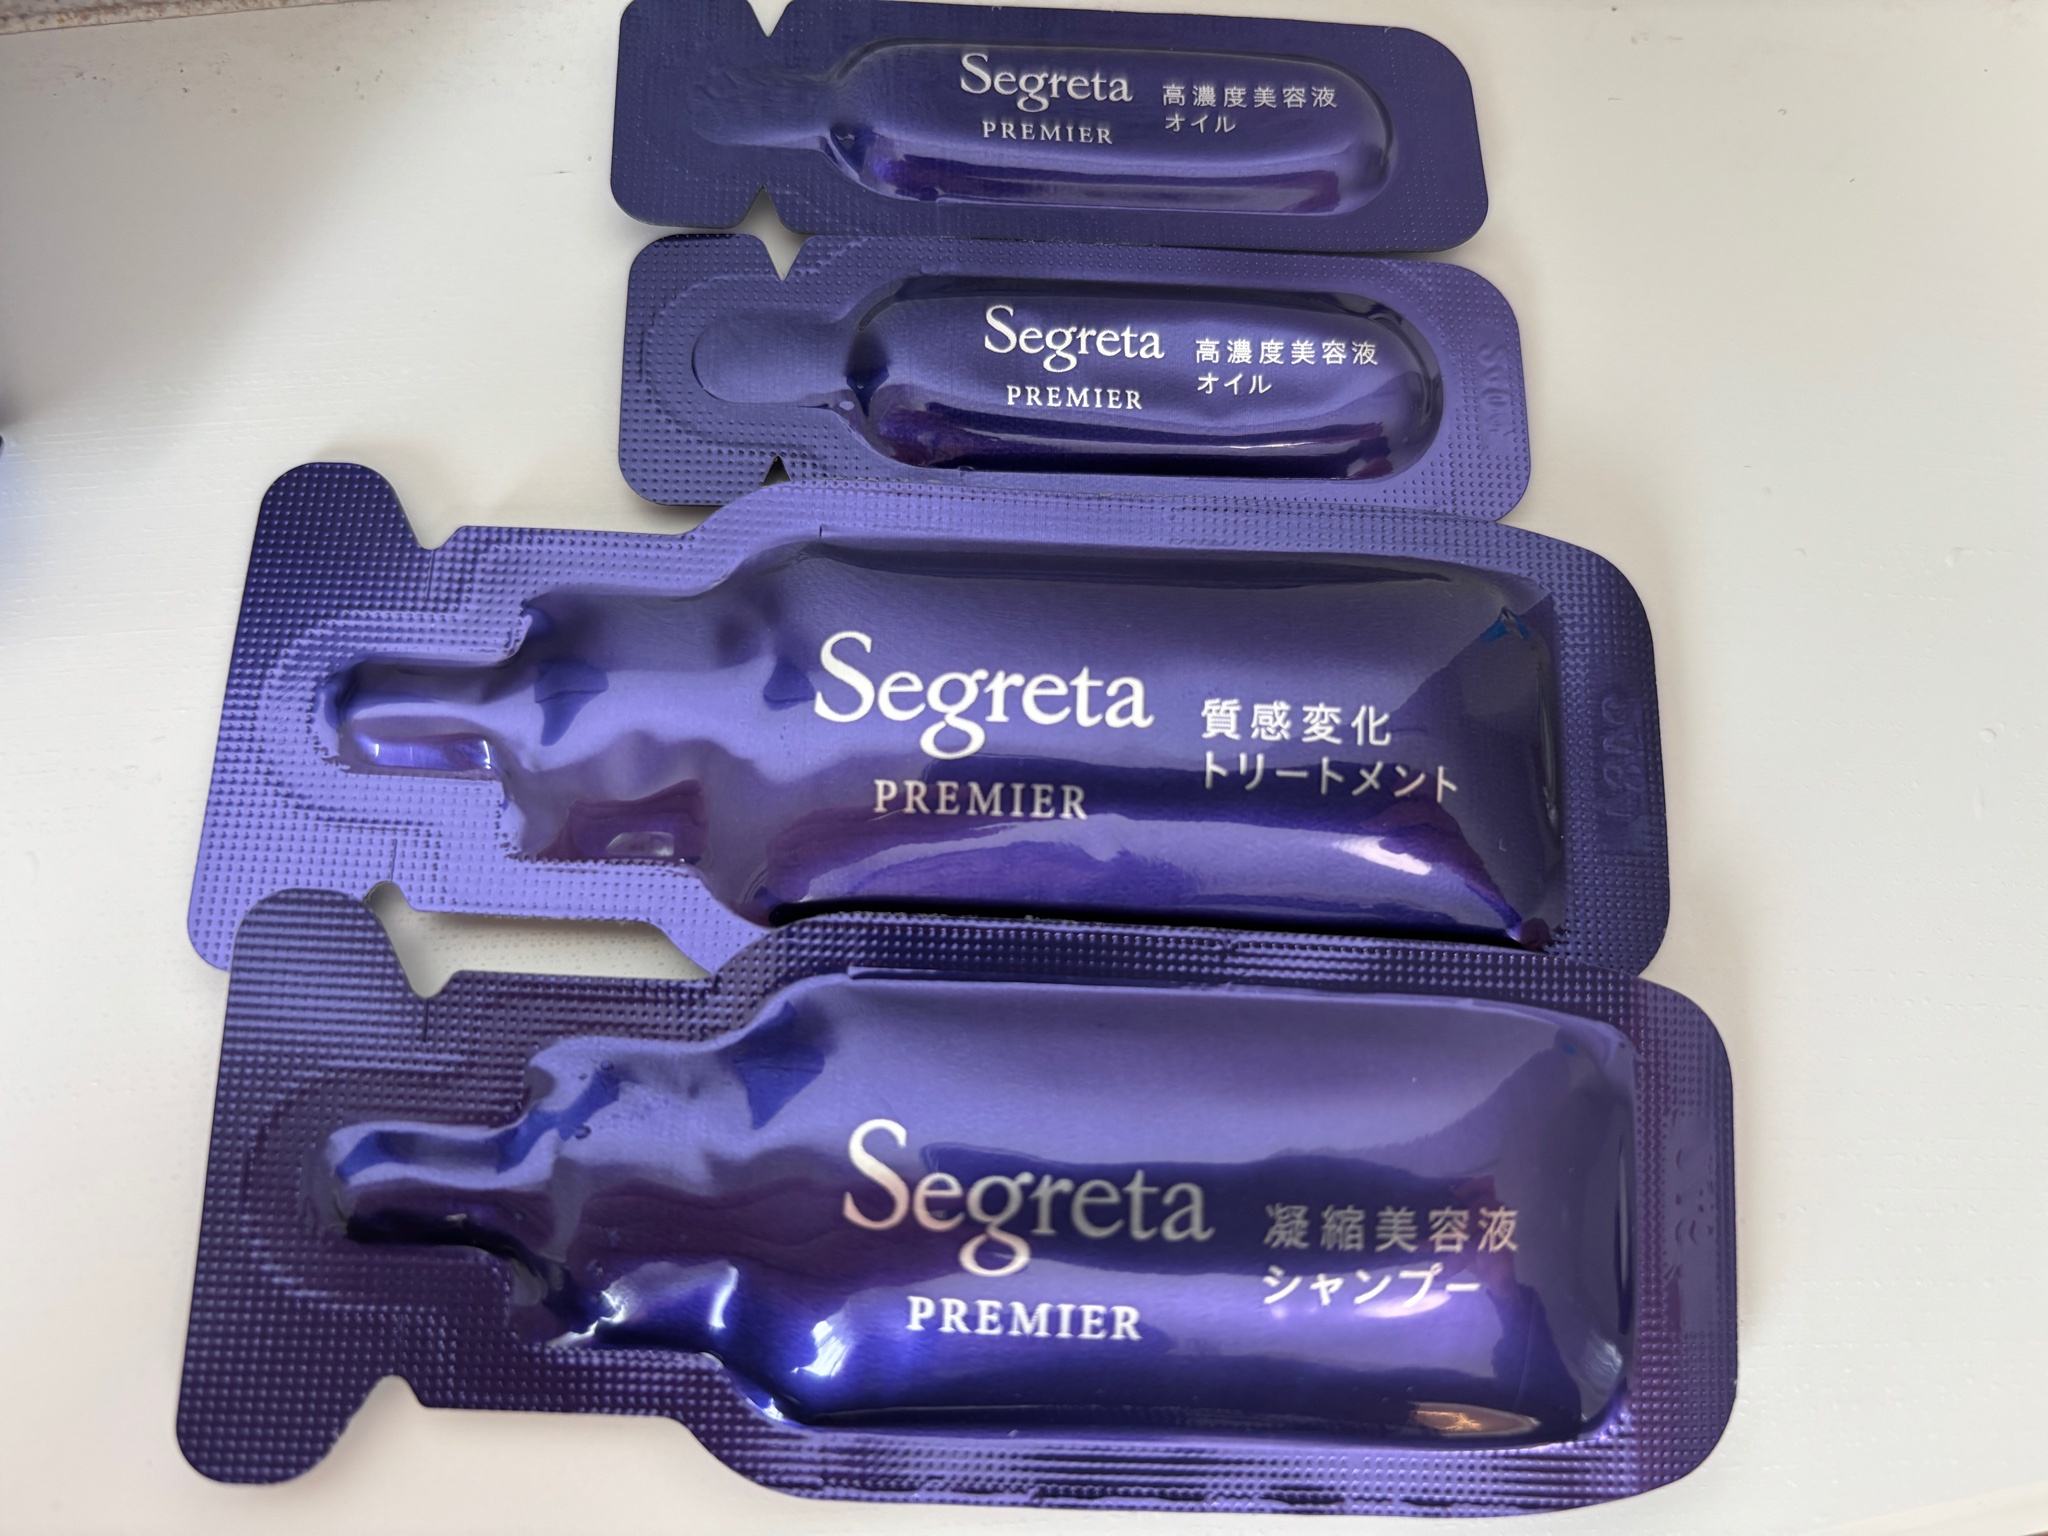 Segreta
PREMIER
高濃度美容液
オイル
Segreta
PREMIER
高濃度美容液
オイル
Segreta
PREMIER
質感変化
トリートメント
Segreta
PREMIER
凝縮美容液
シャンプー